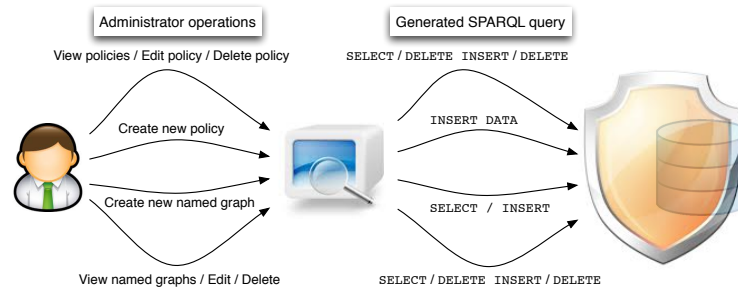 Administrator operations
Generated SPARQL query
View policies / Edit policy / Delete policy
SELECT / DELETE INSERT / DELETE
Create new policy
INSERT DATA
Create new named graph
SELECT / INSERT
View named graphs / Edit / Delete
SELECT / DELETE INSERT / DELETE